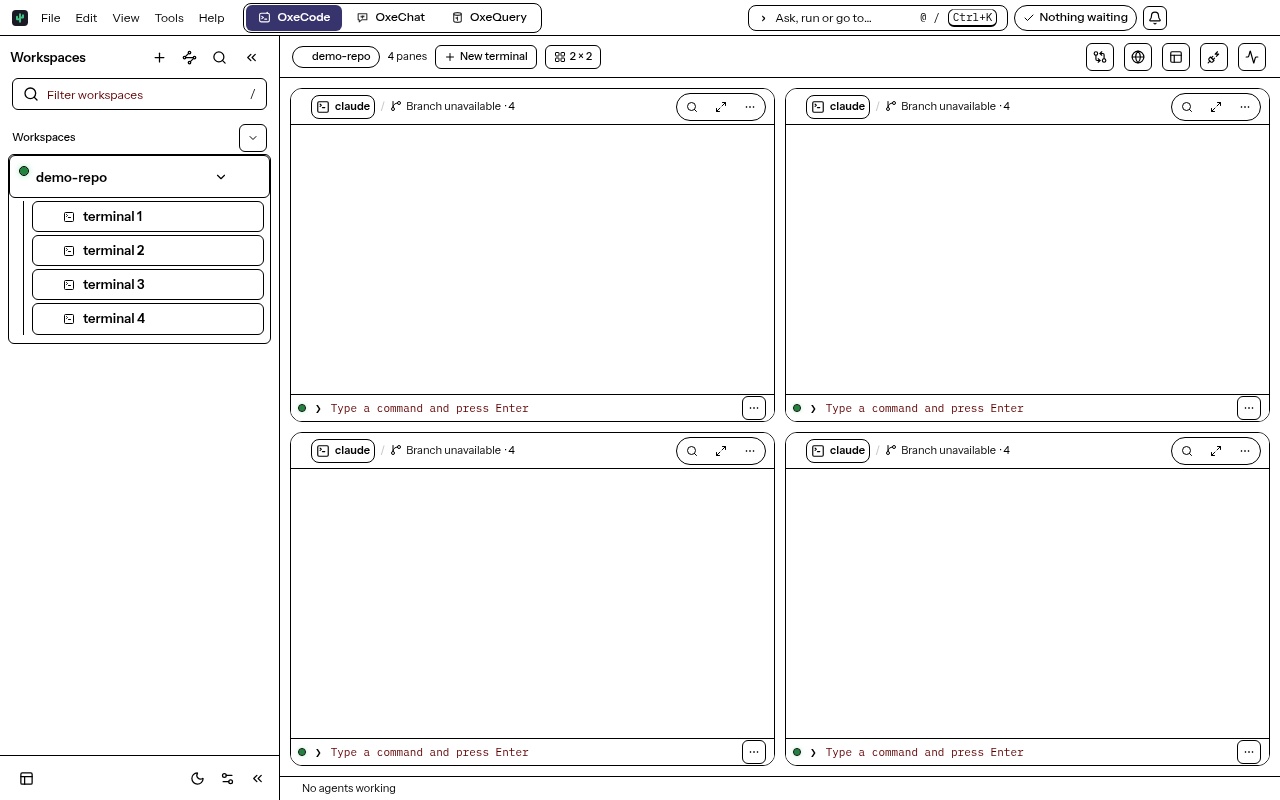 File Edit View Tools Help OxeCode OxeChat OxeQuery › Ask, run or go to... @ / Ctrl+K Nothing waiting
Workspaces
Filter workspaces /
Workspaces
demo-repo
terminal 1
terminal 2
terminal 3
terminal 4
demo-repo 4 panes New terminal 2 × 2
claude / Branch unavailable · 4
❯ Type a command and press Enter
claude / Branch unavailable · 4
❯ Type a command and press Enter
claude / Branch unavailable · 4
❯ Type a command and press Enter
claude / Branch unavailable · 4
❯ Type a command and press Enter
No agents working